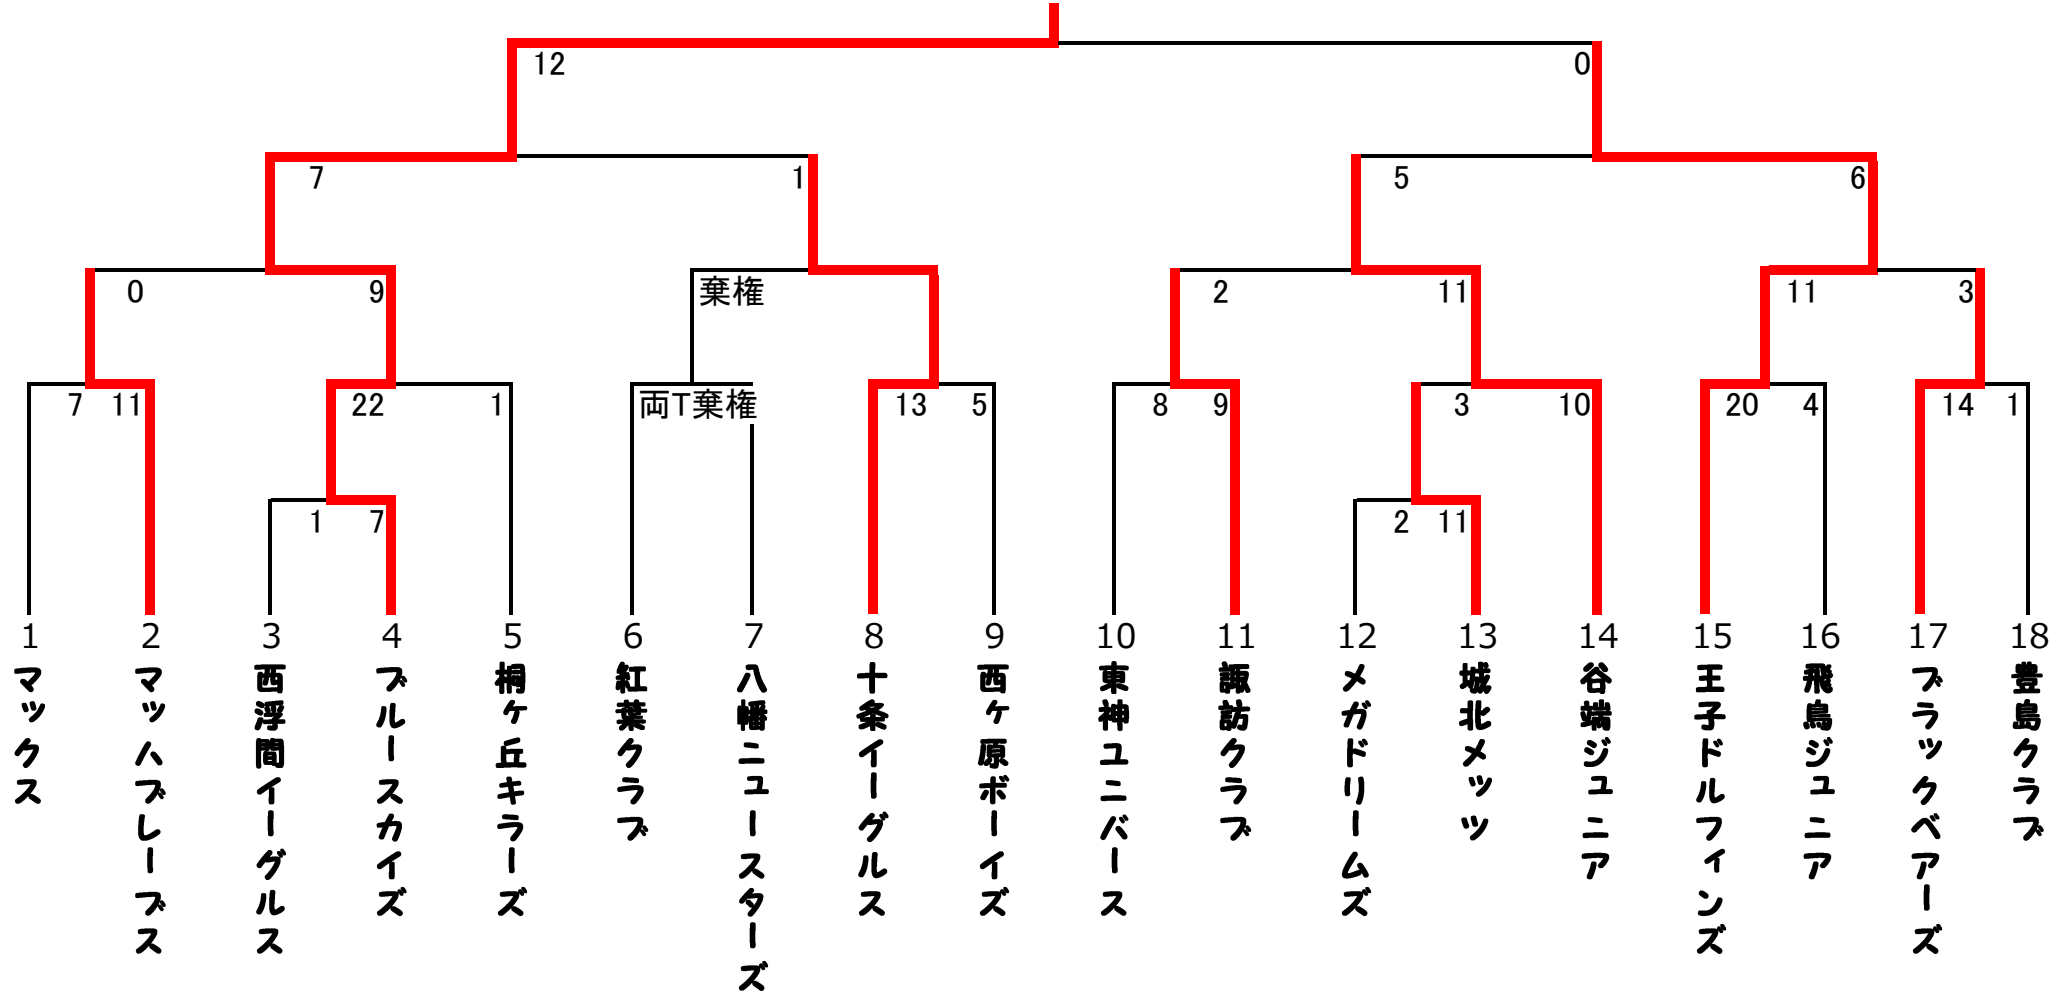 12 0
7 1 5 6
0 9 棄権 2 11 11 3
7 11 22 1 両T棄権 13 5 8 9 3 10 20 4 14 1
1 7 2 11
1 2 3 4 5 6 7 8 9 10 11 12 13 14 15 16 17 18
マックス
マッハブレーブス
西浮間イーグルス
ブルースカイズ
桐ヶ丘キラーズ
紅葉クラブ
八幡ニュースターズ
十条イーグルス
西ヶ原ボーイズ
東神ユニバース
諏訪クラブ
メガドリームズ
城北メッツ
谷端ジュニア
王子ドルフィンズ
飛鳥ジュニア
ブラックベアーズ
豊島クラブ